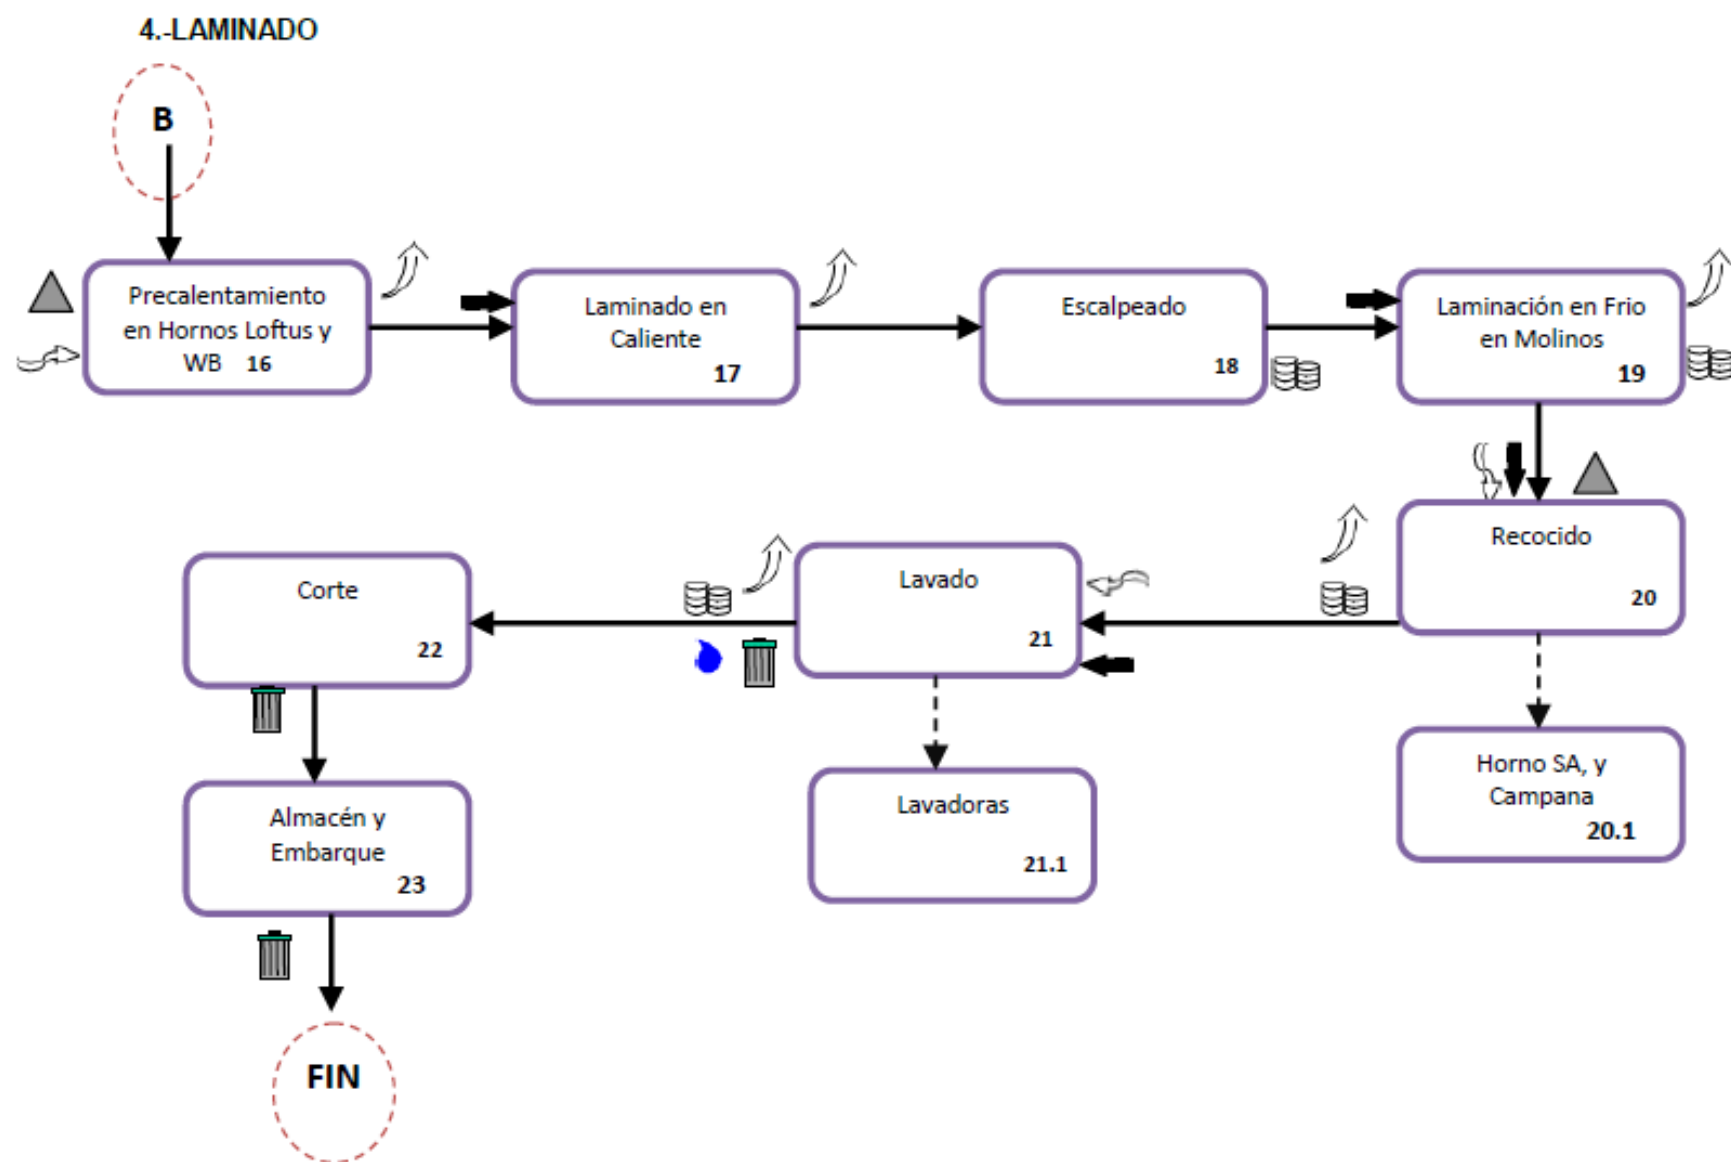 4.-LAMINADO
B
Precalentamiento
en Hornos Loftus y
WB 16
Laminado en
Caliente
17
Escalpeado
18
Laminación en Frio
en Molinos
19
Recocido
20
Lavado
21
Corte
22
Horno SA, y
Campana
20.1
Lavadoras
21.1
Almacén y
Embarque
23
FIN